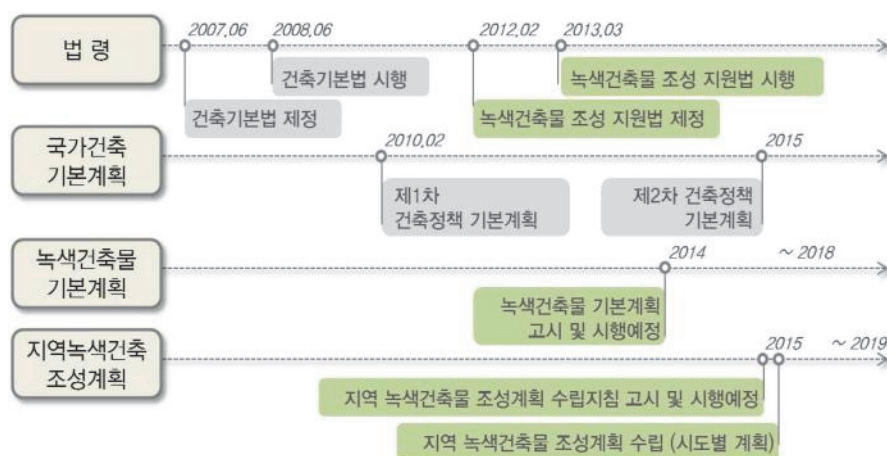 법 령
2007.06
2008.06
2012.02
2013.03
건축기본법 시행
녹색건축물 조성 지원법 시행
건축기본법 제정
녹색건축물 조성 지원법 제정
국가건축
기본계획
2010.02
2015
제1차
건축정책 기본계획
제2차 건축정책
기본계획
녹색건축물
기본계획
2014
~ 2018
녹색건축물 기본계획
고시 및 시행예정
지역녹색건축
조성계획
2015
~ 2019
지역 녹색건축물 조성계획 수립지침 고시 및 시행예정
지역 녹색건축물 조성계획 수립 (시도별 계획)